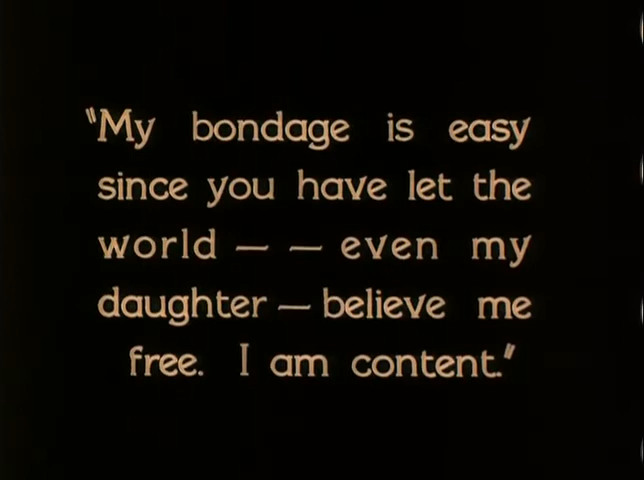 "My bondage is easy
since you have let the
world — — even my
daughter — believe me
free. I am content."